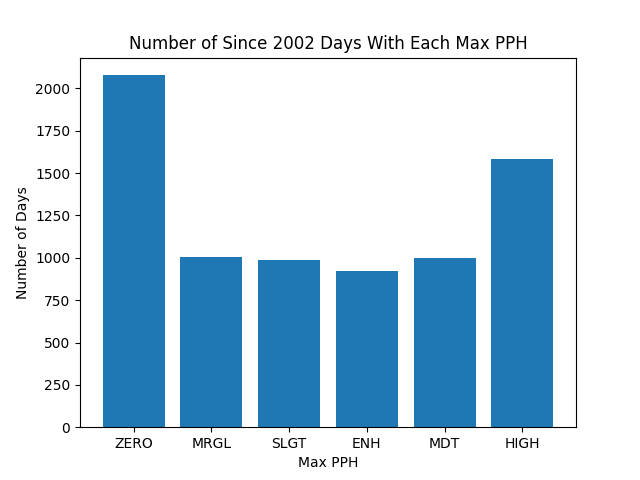 Number of Since 2002 Days With Each Max PPH
2000
1750
1500
1250
1000
750
500
250
0
Number of Days
ZERO MRGL SLGT ENH MDT HIGH
Max PPH